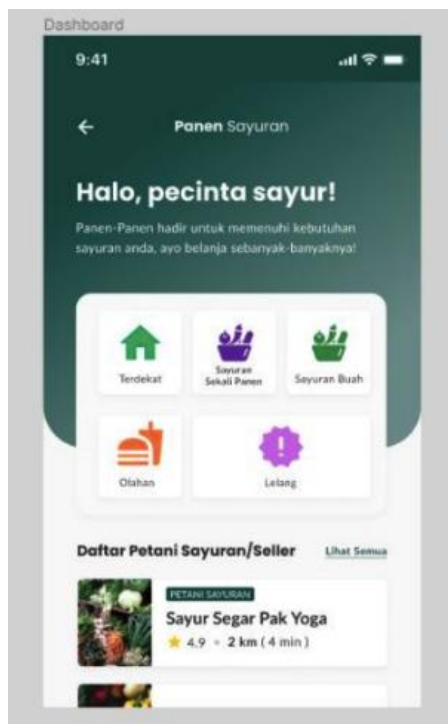 Dashboard
9:41
Panen Sayuran
Halo, pecinta sayur!
Panen-Panen hadir untuk memenuhi kebutuhan
sayuran anda, ayo belanja sebanyak-banyaknya!
Terdekat
Sayuran
Sekali Panen
Sayuran Buah
Olahan
Lelang
Daftar Petani Sayuran/Seller
Lihat Semua
PETANI SAYURAN
Sayur Segar Pak Yoga
4.9 • 2 km ( 4 min )